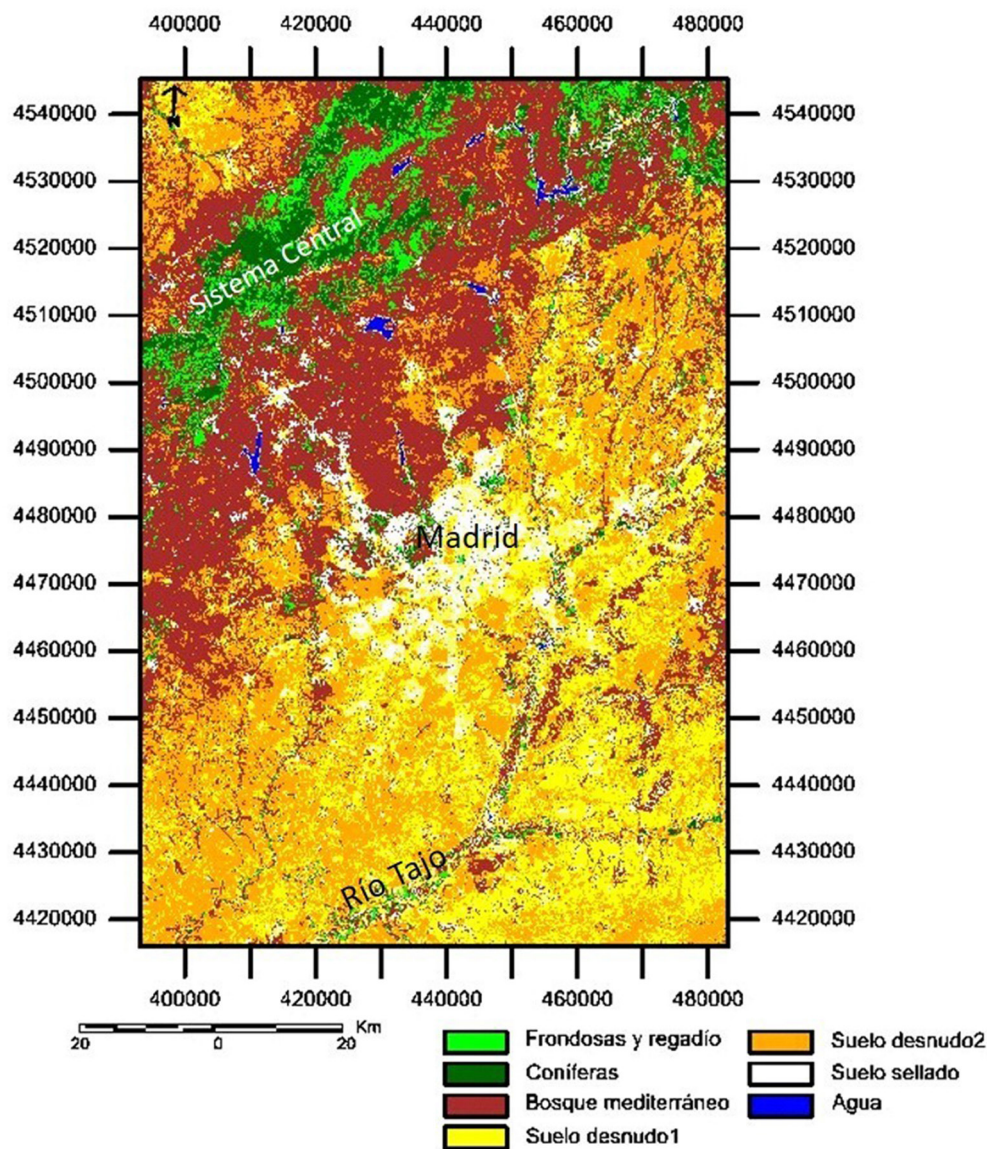 400000 420000 440000 460000 480000
4540000 4540000
4530000 4530000
4520000 4520000
4510000 4510000
4500000 4500000
4490000 4490000
4480000 4480000
4470000 4470000
4460000 4460000
4450000 4450000
4440000 4440000
4430000 4430000
4420000 4420000
N
Sistema Central
Madrid
Río Tajo
400000 420000 440000 460000 480000
Km
20 0 20
Frondosas y regadío
Coníferas
Bosque mediterráneo
Suelo desnudo1
Suelo desnudo2
Suelo sellado
Agua